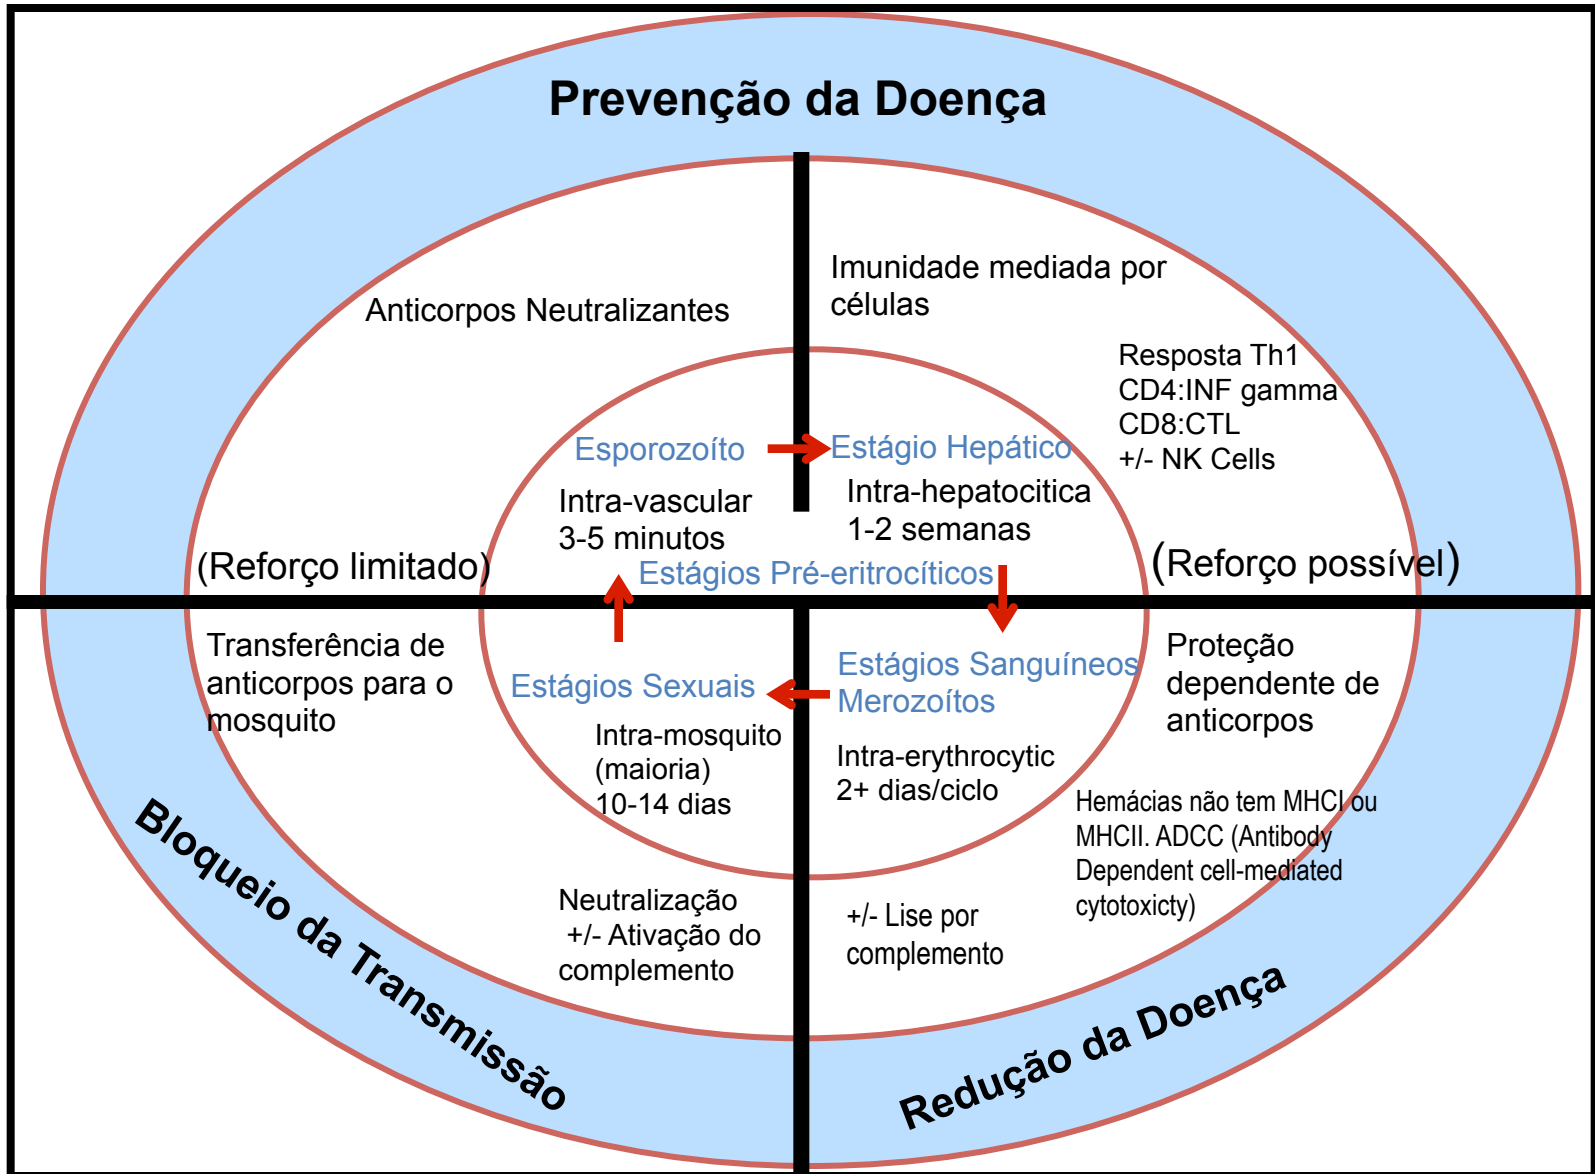 Prevenção da Doença
Anticorpos Neutralizantes
Imunidade mediada por
células
Resposta Th1
CD4:INF gamma
CD8:CTL
+/- NK Cells
Esporozoíto
Intra-vascular
3-5 minutos
Estágio Hepático
Intra-hepatocitica
1-2 semanas
(Reforço limitado)
Estágios Pré-eritrocíticos
(Reforço possível)
Transferência de
anticorpos para o
mosquito
Estágios Sexuais
Intra-mosquito
(maioria)
10-14 dias
Estágios Sanguíneos
Merozoítos
Intra-erythrocytic
2+ dias/ciclo
Proteção
dependente de
anticorpos
Hemácias não tem MHCI ou
MHCII. ADCC (Antibody
Dependent cell-mediated
cytotoxicty)
Neutralização
+/- Ativação do
complemento
+/- Lise por
complemento
Bloqueio da Transmissão
Redução da Doença